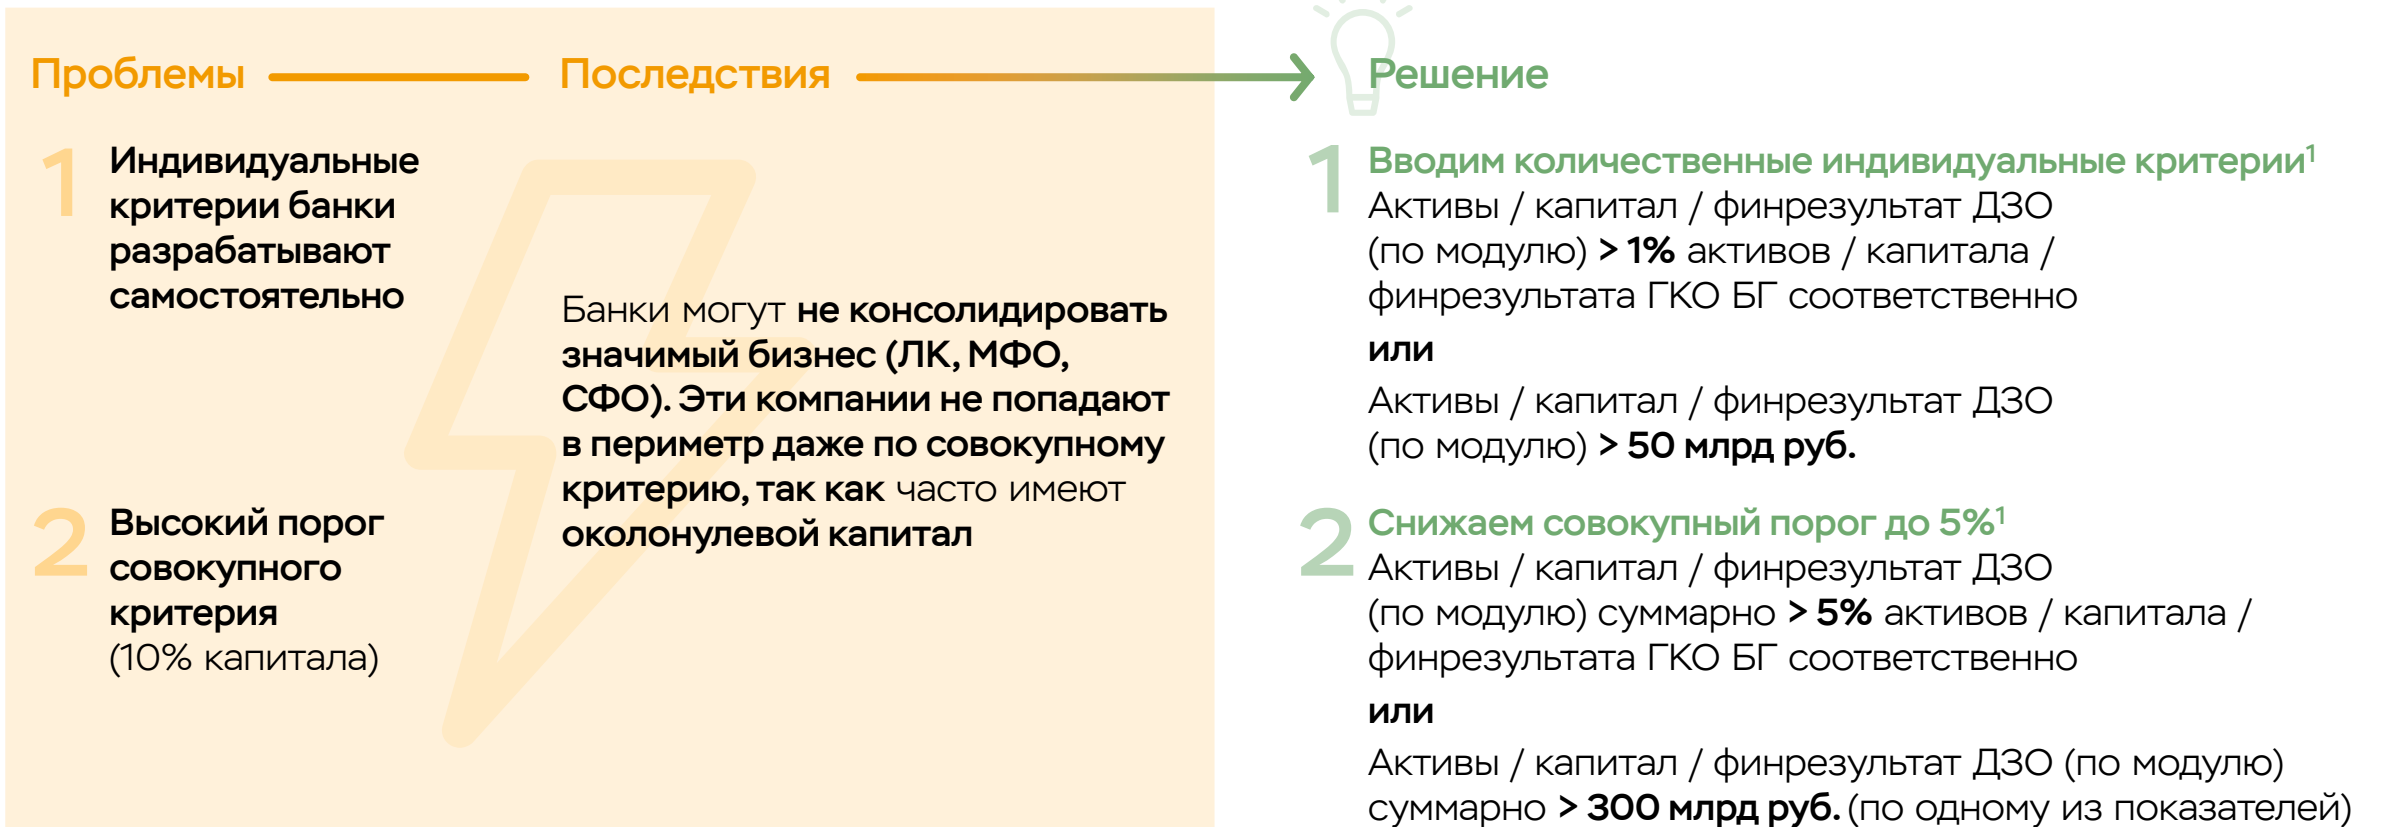 Проблемы
Последствия
Решение
1
Индивидуальные
критерии банки
разрабатывают
самостоятельно
2
Высокий порог
совокупного
критерия
(10% капитала)
Банки могут не консолидировать
значимый бизнес (ЛК, МФО,
СФО). Эти компании не попадают
в периметр даже по совокупному
критерию, так как часто имеют
околонулевой капитал
1
Вводим количественные индивидуальные критерии¹
Активы / капитал / финрезультат ДЗО
(по модулю) > 1% активов / капитала /
финрезультата ГКО БГ соответственно
или
Активы / капитал / финрезультат ДЗО
(по модулю) > 50 млрд руб.
2
Снижаем совокупный порог до 5%¹
Активы / капитал / финрезультат ДЗО
(по модулю) суммарно > 5% активов / капитала /
финрезультата ГКО БГ соответственно
или
Активы / капитал / финрезультат ДЗО (по модулю)
суммарно > 300 млрд руб. (по одному из показателей)